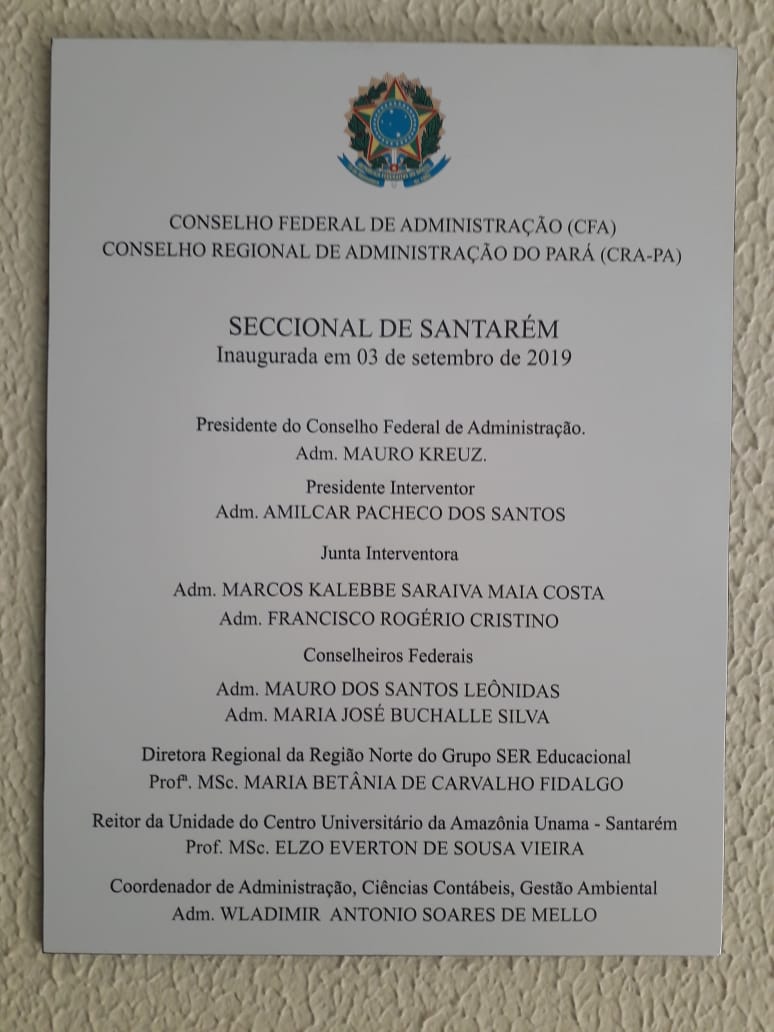 CONSELHO FEDERAL DE ADMINISTRAÇÃO (CFA)
CONSELHO REGIONAL DE ADMINISTRAÇÃO DO PARÁ (CRA-PA)
SECCIONAL DE SANTARÉM
Inaugurada em 03 de setembro de 2019
Presidente do Conselho Federal de Administração.
Adm. MAURO KREUZ.
Presidente Interventor
Adm. AMILCAR PACHECO DOS SANTOS
Junta Interventora
Adm. MARCOS KALEBBE SARAIVA MAIA COSTA
Adm. FRANCISCO ROGÉRIO CRISTINO
Conselheiros Federais
Adm. MAURO DOS SANTOS LEÔNIDAS
Adm. MARIA JOSÉ BUCHALLE SILVA
Diretora Regional da Região Norte do Grupo SER Educacional
Profª. MSc. MARIA BETÂNIA DE CARVALHO FIDALGO
Reitor da Unidade do Centro Universitário da Amazônia Unama - Santarém
Prof. MSc. ELZO EVERTON DE SOUSA VIEIRA
Coordenador de Administração, Ciências Contábeis, Gestão Ambiental
Adm. WLADIMIR ANTONIO SOARES DE MELLO